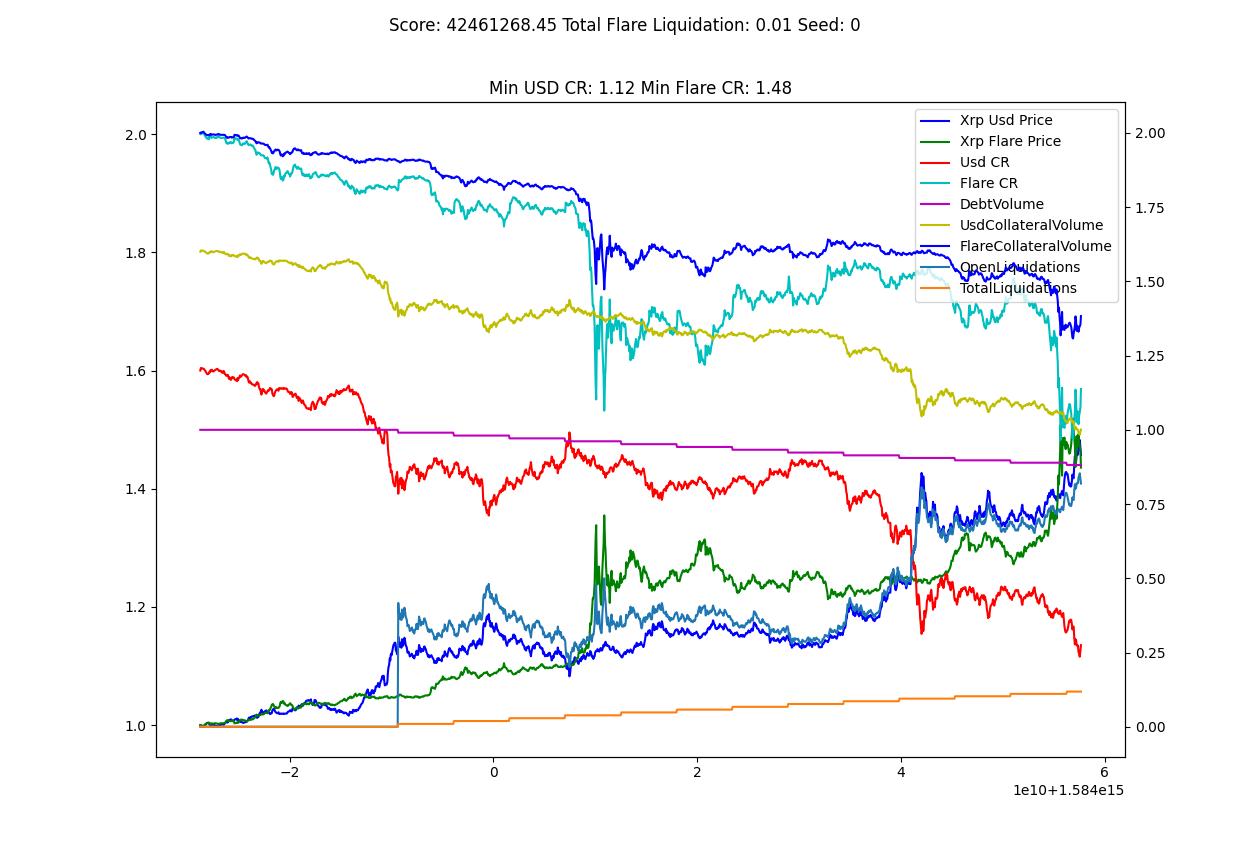 Score: 42461268.45 Total Flare Liquidation: 0.01 Seed: 0
Min USD CR: 1.12 Min Flare CR: 1.48
Xrp Usd Price
Xrp Flare Price
Usd CR
Flare CR
DebtVolume
UsdCollateralVolume
FlareCollateralVolume
OpenLiquidations
TotalLiquidations
2.0
1.8
1.6
1.4
1.2
1.0
2.00
1.75
1.50
1.25
1.00
0.75
0.50
0.25
0.00
−2
0
2
4
6
1e10+1.584e15